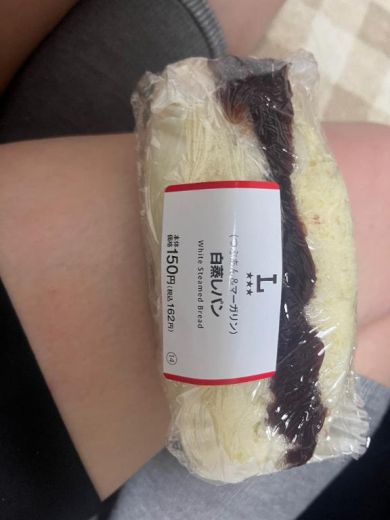 L
★★★
(つぶあん&マーガリン)
白蒸しパン
White Steamed Bread
本体価格150円(税込162円)
14